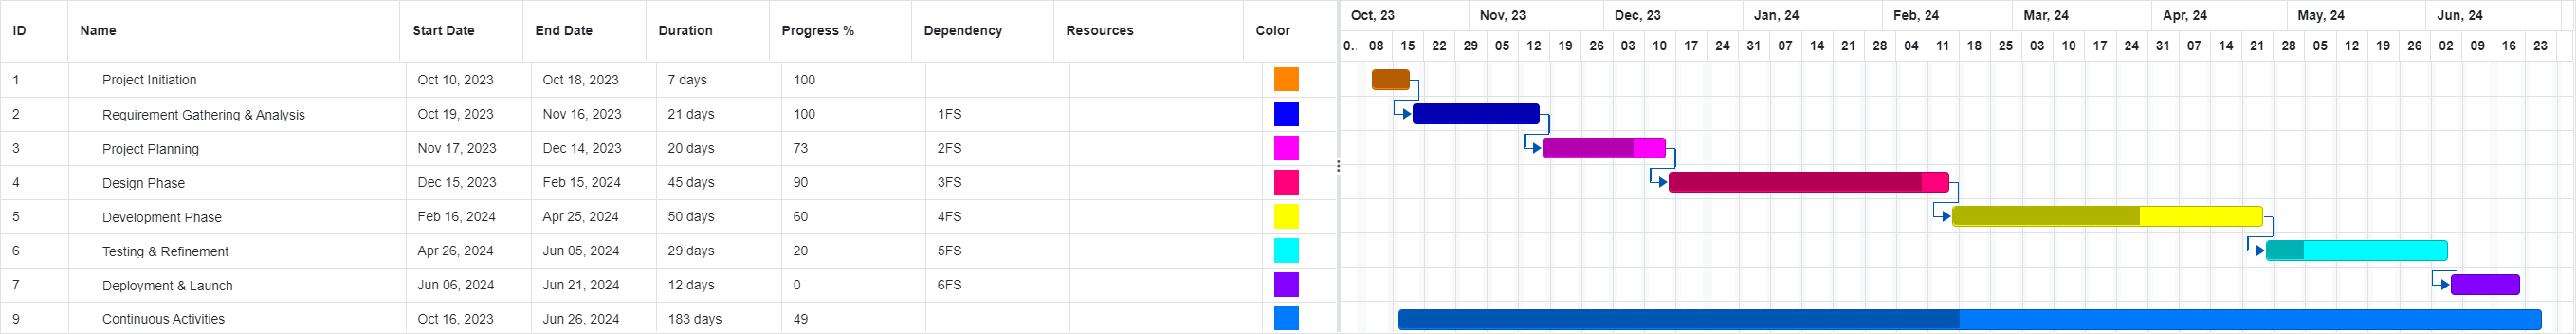 ID Name Start Date End Date Duration Progress % Dependency Resources Color
Oct, 23 Nov, 23 Dec, 23 Jan, 24 Feb, 24 Mar, 24 Apr, 24 May, 24 Jun, 24
0.. 08 15 22 29 05 12 19 26 03 10 17 24 31 07 14 21 28 04 11 18 25 03 10 17 24 31 07 14 21 28 05 12 19 26 02 09 16 23
1 Project Initiation Oct 10, 2023 Oct 18, 2023 7 days 100
2 Requirement Gathering & Analysis Oct 19, 2023 Nov 16, 2023 21 days 100 1FS
3 Project Planning Nov 17, 2023 Dec 14, 2023 20 days 73 2FS
4 Design Phase Dec 15, 2023 Feb 15, 2024 45 days 90 3FS
5 Development Phase Feb 16, 2024 Apr 25, 2024 50 days 60 4FS
6 Testing & Refinement Apr 26, 2024 Jun 05, 2024 29 days 20 5FS
7 Deployment & Launch Jun 06, 2024 Jun 21, 2024 12 days 0 6FS
9 Continuous Activities Oct 16, 2023 Jun 26, 2024 183 days 49